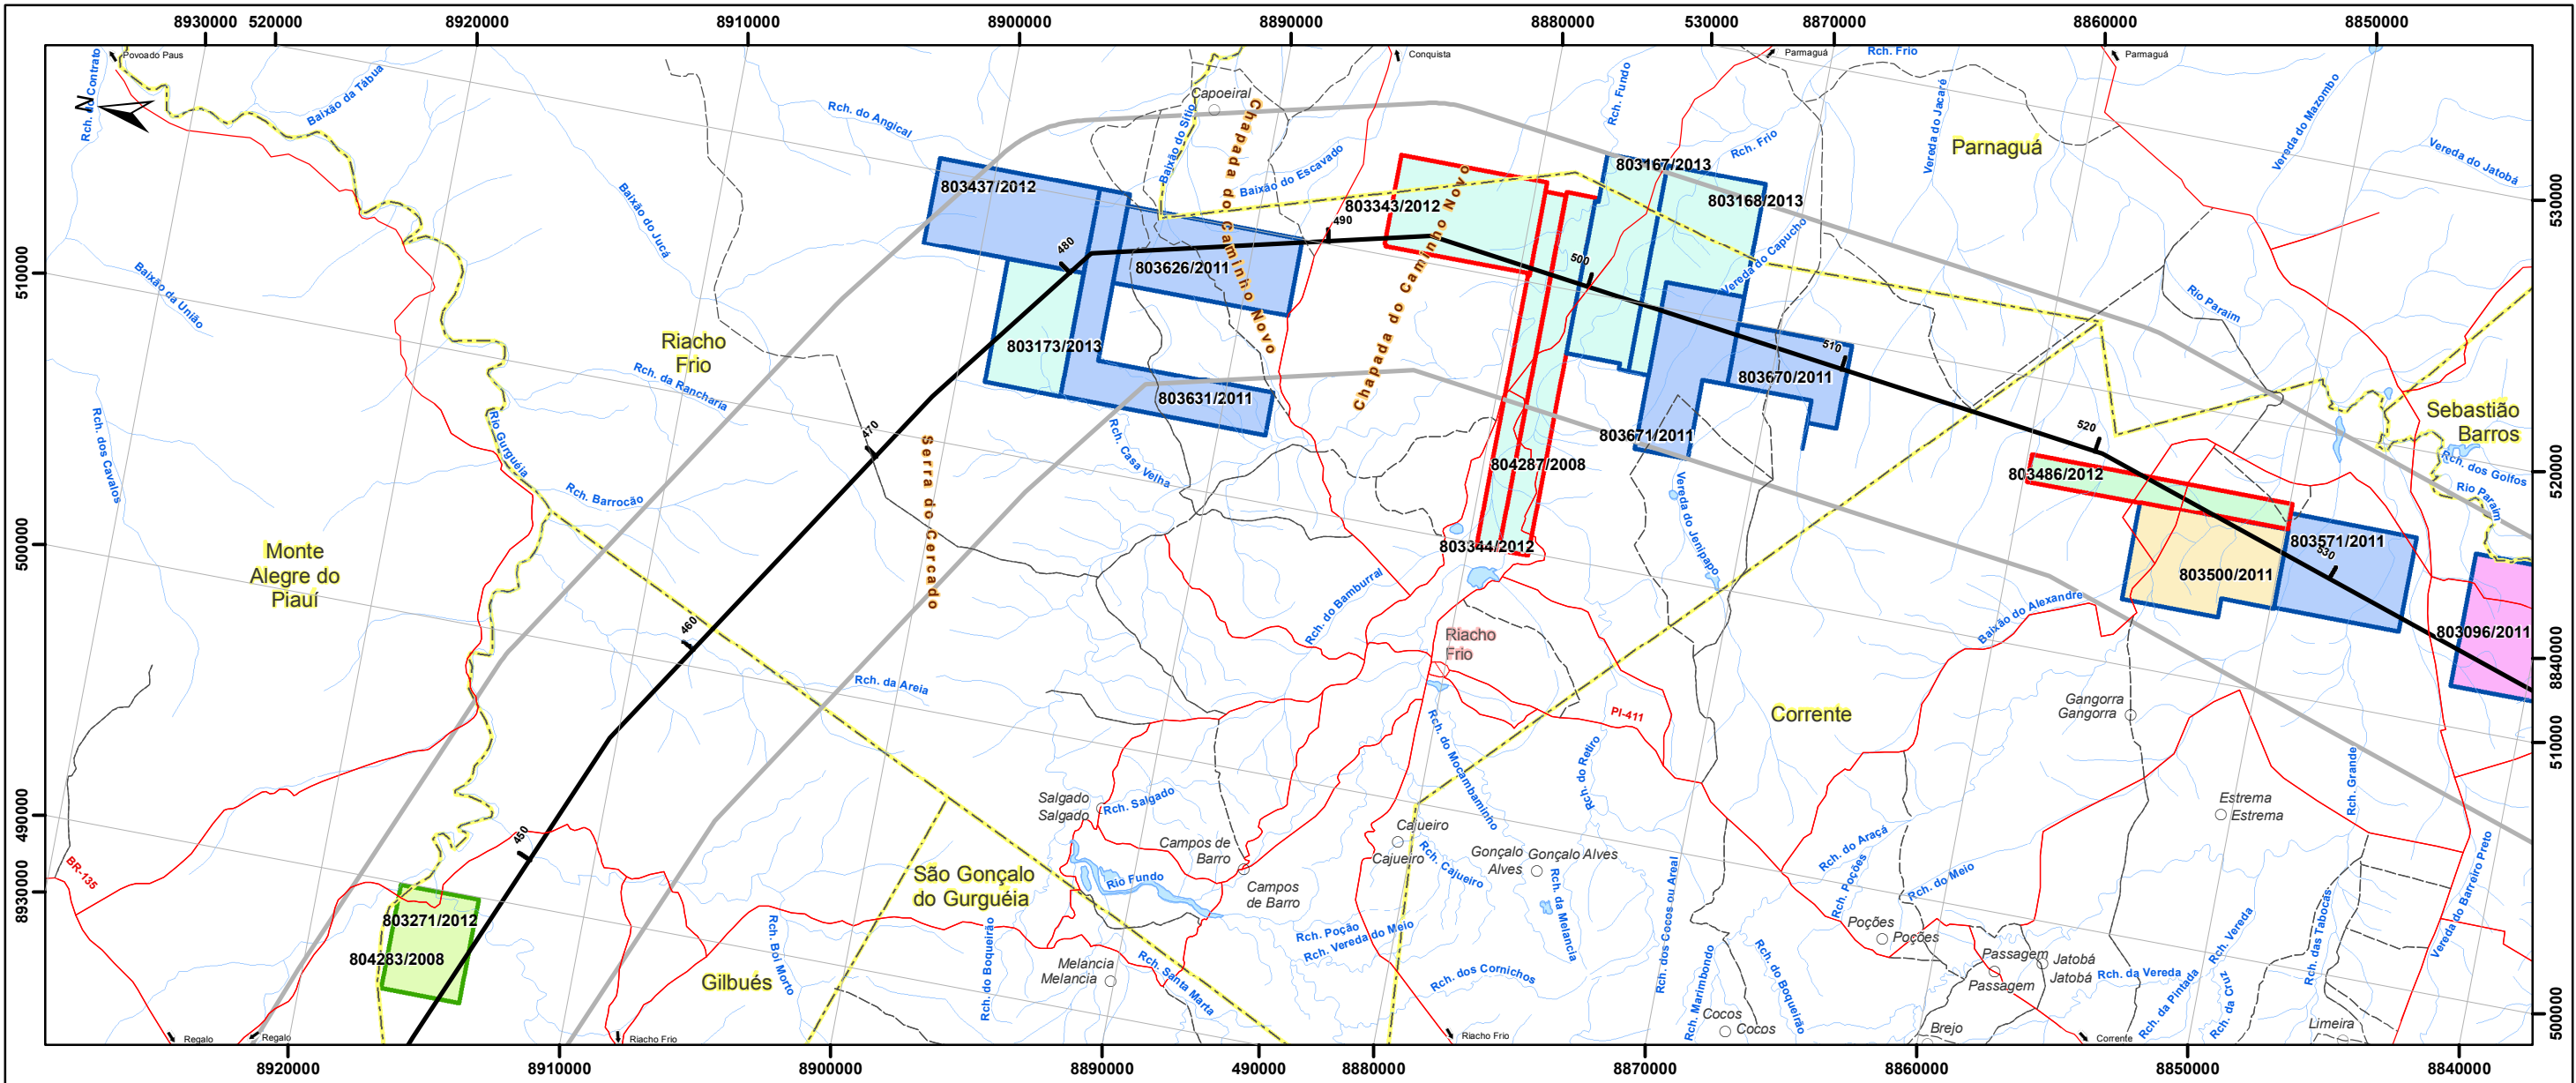 8930000 5200000 8920000 8910000 8900000 8890000 8880000 530000 8870000 8860000 8850000
Povoado Paus
Conquista
Parmaguá
Rch. Frio
Parmaguá
Rch. do Contrato
N
Baixão da Tábua
Rch. do Angical
Capoeiral
Baixão do Sítio
Chapada do Caminho Novo
Baixão do Escavado
Rch. Fundo
Rch. Frio
Vereda do Jacaré
Parnaguá
Vereda do Mazombo
Vereda do Jatobá
803437/2012
803167/2013
803168/2013
803343/2012
530000
Baixão do Jucá
480
490
Chapada do Caminho Novo
Vereda do Capucho
500
510000
Baixão da União
803626/2011
Rio Paraim
Riacho
Frio
803173/2013
803631/2011
510
803670/2011
Rch. da Rancharia
Rch. dos Cavalos
Rio Gurguéia
470
Serra do Cercado
Rch. Casa Velha
803671/2011
520
Sebastião
Barros
Rch. dos Golfos
Rio Paraim
520000
804287/2008
803486/2012
Rch. Barrocão
Vereda do Jenipapo
500000
Monte
Alegre do
Piauí
803344/2012
803571/2011
530
803500/2011
Rch. do Bamburral
Baixão do Alexandre
460
Riacho
Frio
803096/2011
8840000
Rch. da Areia
PI-411
Corrente
Gangorra
Gangorra
Rch. do Mocambaminho
Rch. do Retiro
510000
Rch. Grande
Salgado
Salgado
Rch. Salgado
Estrema
Estrema
490000
450
Cajueiro
Cajueiro
Rch. Cajueiro
Campos de
Barro
Campos
de Barro
Gonçalo
Alves
Gonçalo Alves
Rch. do Araçá
Rch. Poções
Rch. do Meio
Vereda do Barreiro Preto
BR-135
8930000
São Gonçalo
do Gurguéia
Rio Fundo
Rch. da Melancia
Rch. dos Cocos ou Areal
Rch. das Tabocas
803271/2012
804283/2008
Rch. Boi Morto
Rch. do Boqueirão
Rch. Poção
Rch. Vereda do Meio
Poções
Poções
Rch. Vereda
Gilbués
Melancia
Melancia
Rch. Santa Marta
Rch. dos Cornichos
Rch. Marimbondo
Rch. do Boqueirão
Passagem
Passagem
Jatobá
Jatobá
Rch. da Vereda
Rch. da Pintada
Rch. da Cruz
Cocos
Cocos
Brejo
Limeira
500000
Regalo
Regalo
Riacho Frio
Riacho Frio
Corrente
8920000 8910000 8900000 8890000 490000 8880000 8870000 8860000 8850000 8840000